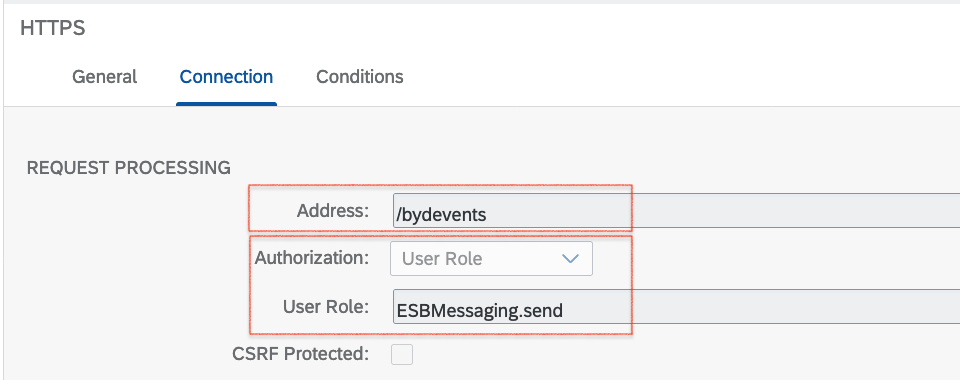 HTTPS
General Connection Conditions
REQUEST PROCESSING
Address: /bydevents
Authorization: User Role
User Role: ESBMessaging.send
CSRF Protected: